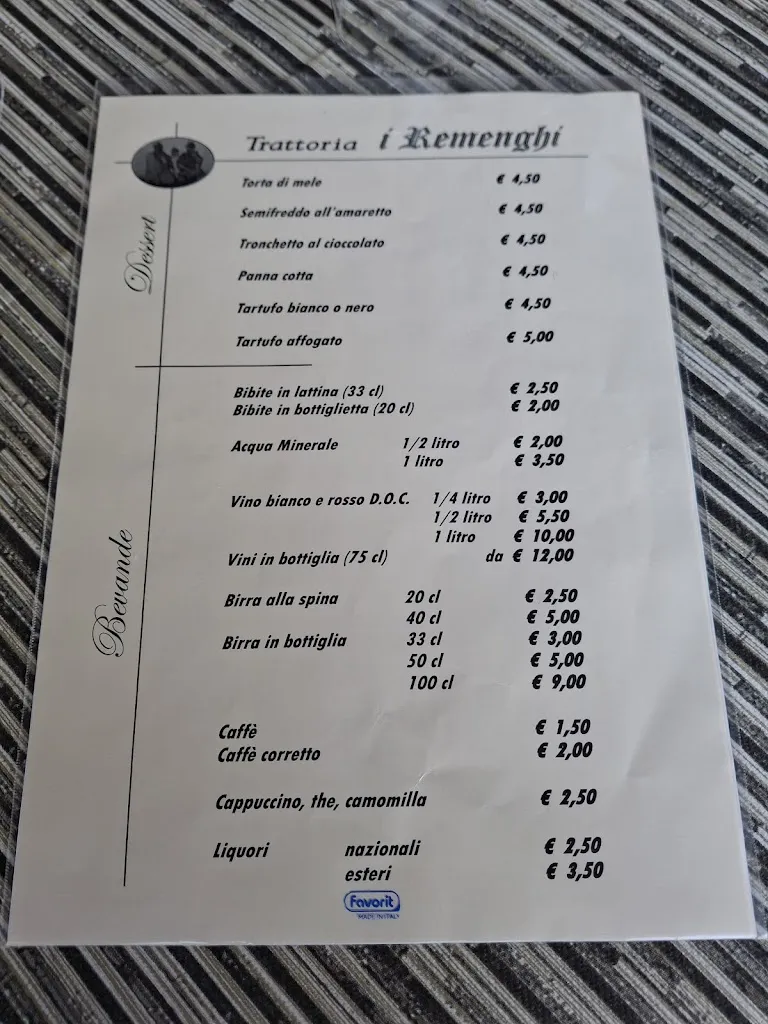 Trattoria i Remenghi
Dessert
Torta di mele € 4,50
Semifreddo all'amaretto € 4,50
Tronchetto al cioccolato € 4,50
Panna cotta € 4,50
Tartufo bianco o nero € 4,50
Tartufo affogato € 5,00
Bevande
Bibite in lattina (33 cl) € 2,50
Bibite in bottiglietta (20 cl) € 2,00
Acqua Minerale 1/2 litro € 2,00
1 litro € 3,50
Vino bianco e rosso D.O.C. 1/4 litro € 3,00
1/2 litro € 5,50
1 litro € 10,00
Vini in bottiglia (75 cl) da € 12,00
Birra alla spina 20 cl € 2,50
40 cl € 5,00
Birra in bottiglia 33 cl € 3,00
50 cl € 5,00
100 cl € 9,00
Caffè € 1,50
Caffè corretto € 2,00
Cappuccino, the, camomilla € 2,50
Liquori nazionali € 2,50
esteri € 3,50
Favorit
MADE IN ITALY